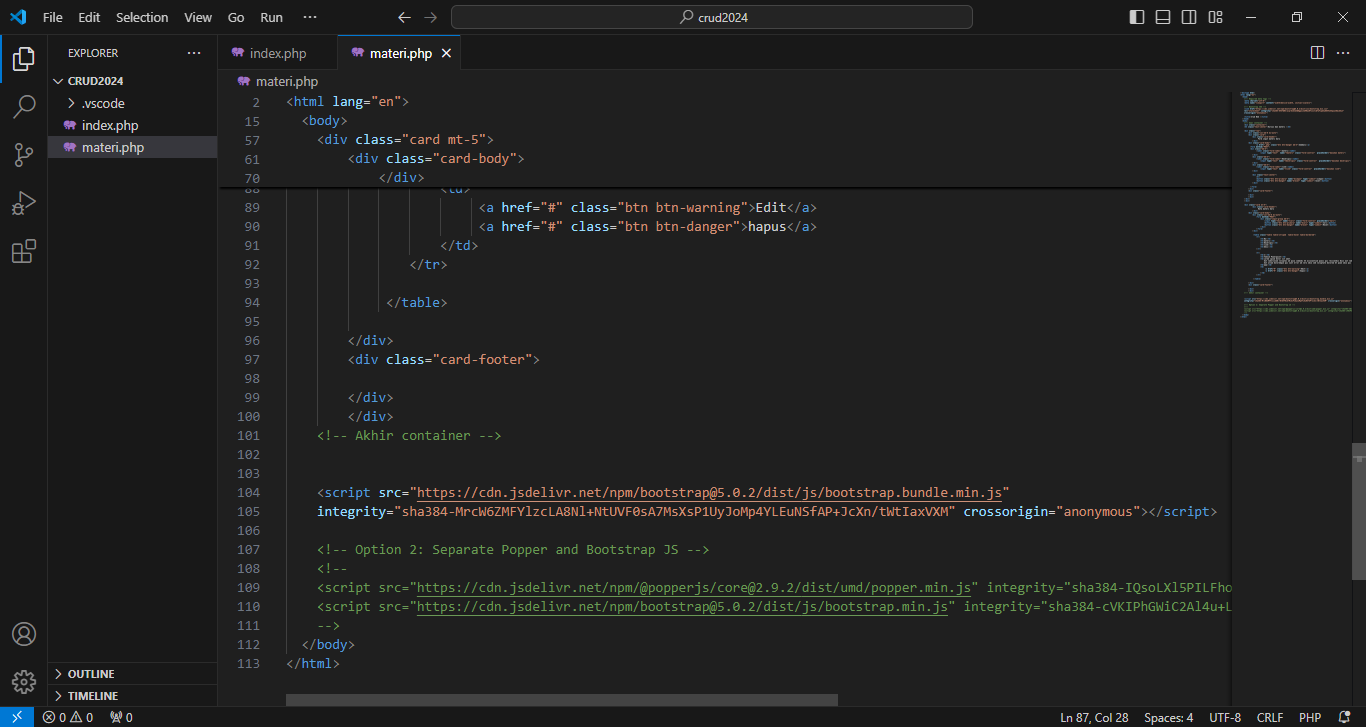 File Edit Selection View Go Run ··· crud2024
EXPLORER ···
CRUD2024
.vscode
index.php
materi.php
OUTLINE
TIMELINE
index.php materi.php
materi.php
2 <html lang="en">
15 <body>
57 <div class="card mt-5">
61 <div class="card-body">
70 </div>
88 <td>
89 <a href="#" class="btn btn-warning">Edit</a>
90 <a href="#" class="btn btn-danger">hapus</a>
91 </td>
92 </tr>
93
94 </table>
95
96 </div>
97 <div class="card-footer">
98
99 </div>
100 </div>
101 <!-- Akhir container -->
102
103
104 <script src="https://cdn.jsdelivr.net/npm/bootstrap@5.0.2/dist/js/bootstrap.bundle.min.js"
105 integrity="sha384-MrcW6ZMFYlzcLA8Nl+NtUVF0sA7MsXsP1UyJoMp4YLEuNSfAP+JcXn/tWtIaxVXM" crossorigin="anonymous"></script>
106
107 <!-- Option 2: Separate Popper and Bootstrap JS -->
108 <!--
109 <script src="https://cdn.jsdelivr.net/npm/@popperjs/core@2.9.2/dist/umd/popper.min.js" integrity="sha384-IQsoLXl5PILFho
110 <script src="https://cdn.jsdelivr.net/npm/bootstrap@5.0.2/dist/js/bootstrap.min.js" integrity="sha384-cVKIPhGWiC2Al4u+L
111 -->
112 </body>
113 </html>
0 0 0 Ln 87, Col 28 Spaces: 4 UTF-8 CRLF PHP